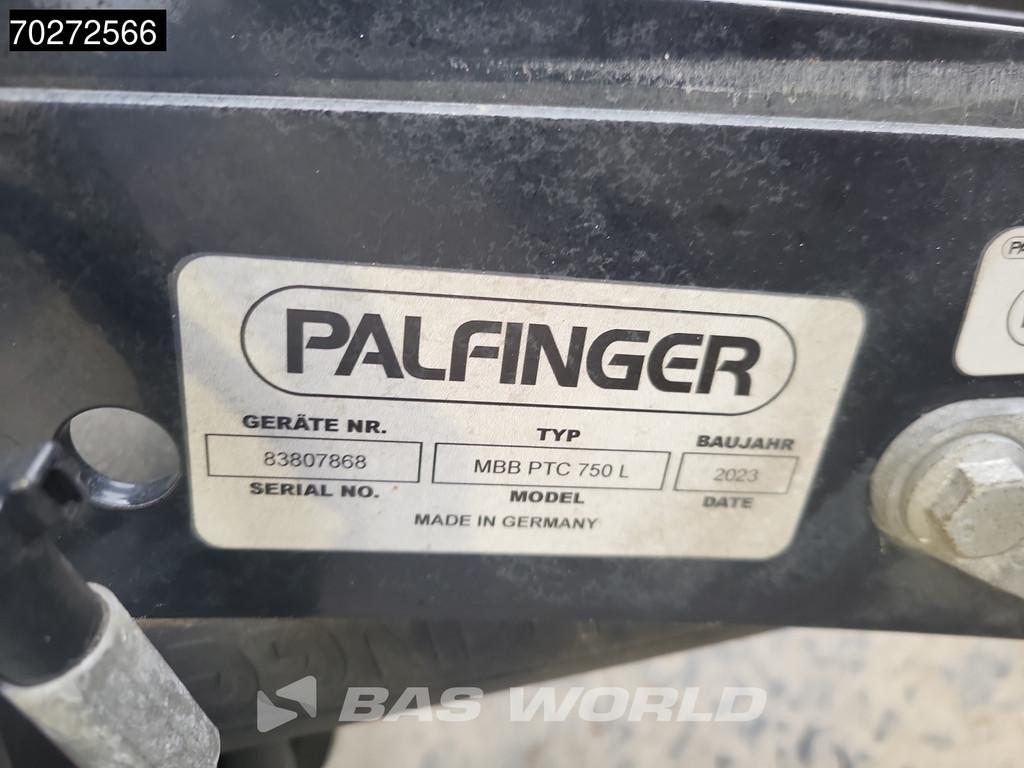 70272566
PALFINGER
GERÄTE NR. TYP BAUJAHR
83807868 MBB PTC 750 L 2023
SERIAL NO. MODEL DATE
MADE IN GERMANY
BAS WORLD